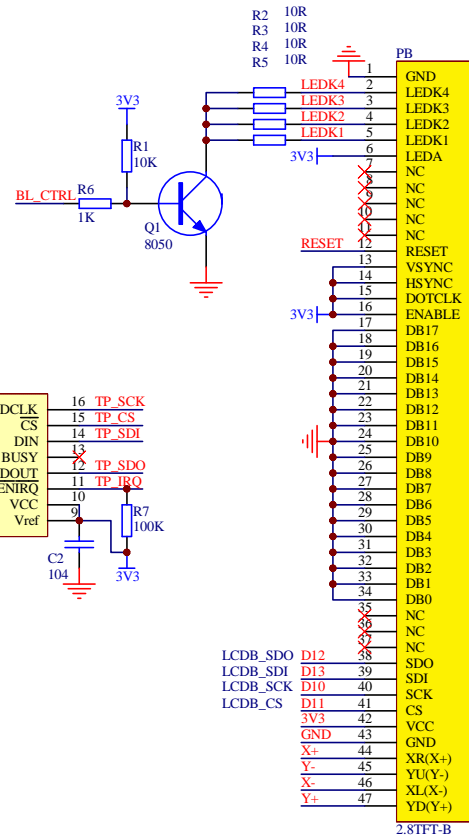 R2 10R
R3 10R
R4 10R
R5 10R
PB
1 GND
LEDK4 2 LEDK4
LEDK3 3 LEDK3
LEDK2 4 LEDK2
LEDK1 5 LEDK1
3V3 6 LEDA
7 NC
8 NC
9 NC
10 NC
11 NC
RESET 12 RESET
13 VSYNC
14 HSYNC
15 DOTCLK
3V3 16 ENABLE
17 DB17
18 DB16
19 DB15
20 DB14
21 DB13
22 DB12
23 DB11
24 DB10
25 DB9
26 DB8
27 DB7
28 DB6
29 DB5
30 DB4
31 DB3
32 DB2
33 DB1
34 DB0
35 NC
36 NC
37 NC
LCDB_SDO D12 38 SDO
LCDB_SDI D13 39 SDI
LCDB_SCK D10 40 SCK
LCDB_CS D11 41 CS
3V3 42 VCC
GND 43 GND
X+ 44 XR(X+)
Y- 45 YU(Y-)
X- 46 XL(X-)
Y+ 47 YD(Y+)
2.8TFT-B
3V3
R1
10K
BL_CTRL R6
1K
Q1
8050
DCLK 16 TP_SCK
CS 15 TP_CS
DIN 14 TP_SDI
BUSY 13
DOUT 12 TP_SDO
ENIRQ 11 TP_IRQ
VCC 10
Vref 9
R7
100K
C2
104
3V3